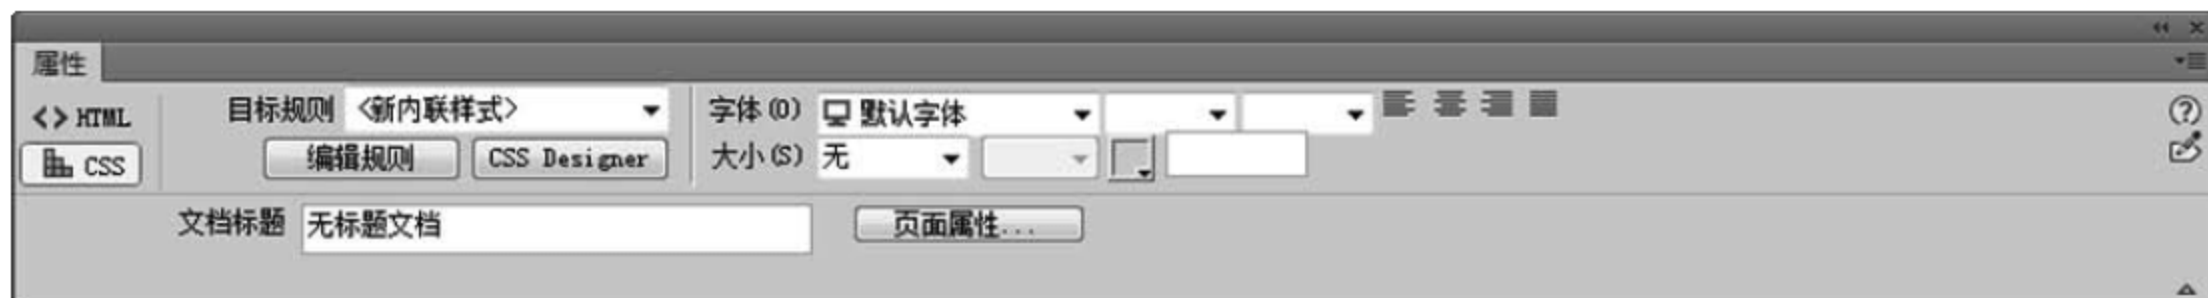 属性
<> HTML 目标规则 <新内联样式> 字体(O) 默认字体
CSS 编辑规则 CSS Designer 大小(S) 无
文档标题 无标题文档 页面属性...